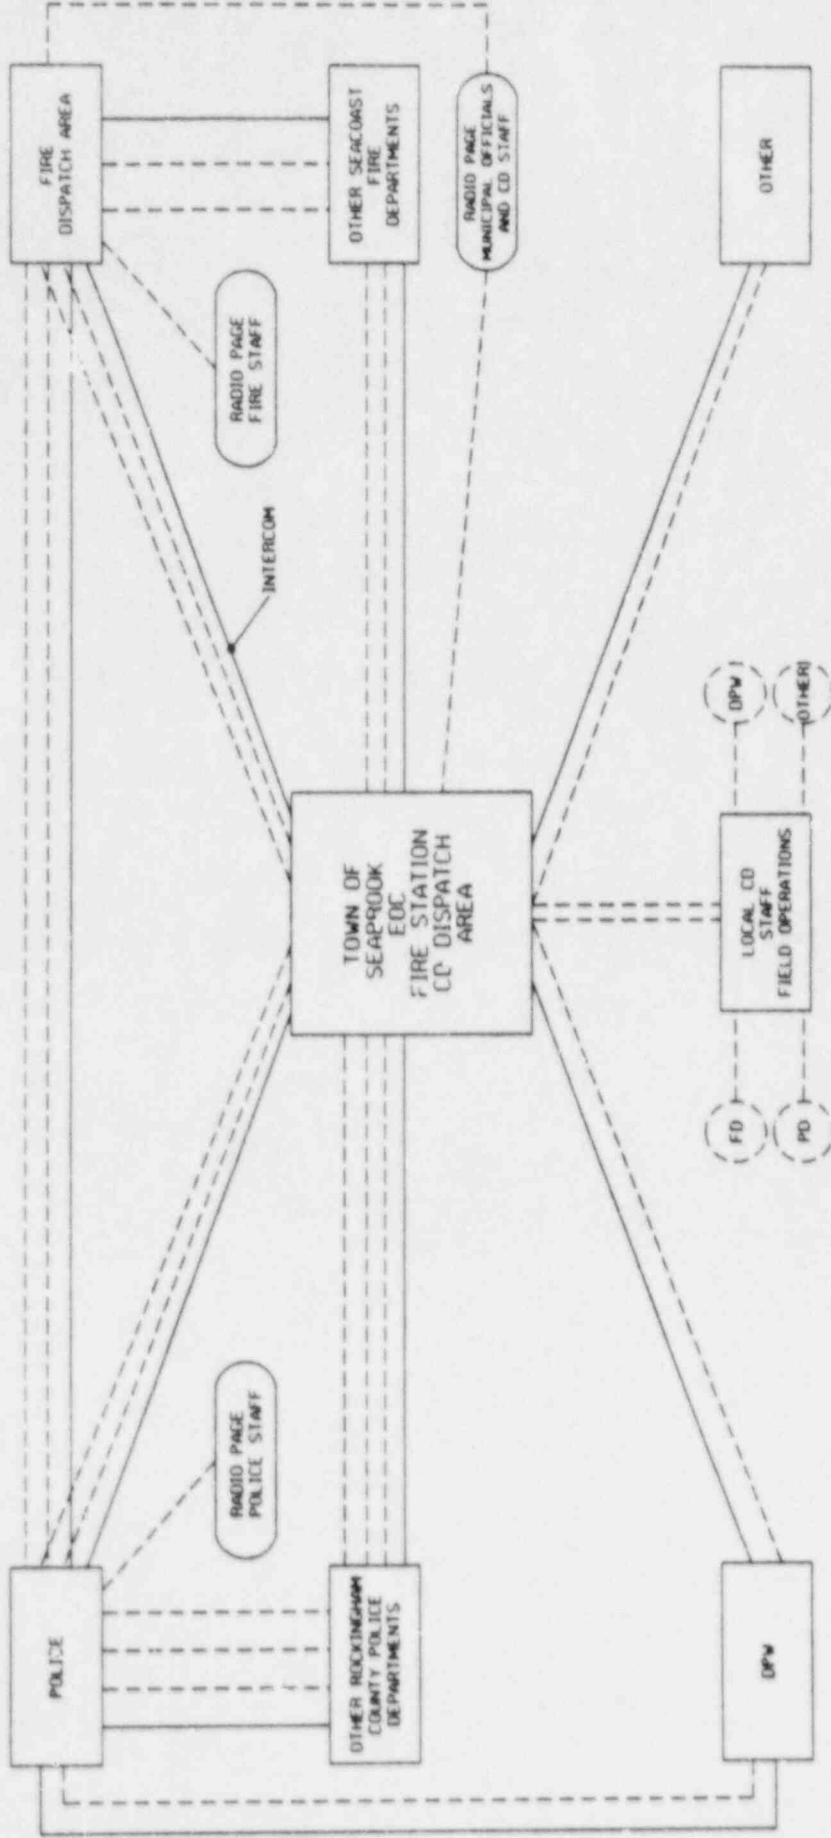 POLICE
FIRE
DISPATCH AREA
RADIO PAGE
POLICE STAFF
INTERCOM
RADIO PAGE
FIRE STAFF
OTHER ROCKINGHAM
COUNTY POLICE
DEPARTMENTS
TOWN OF
SEABROOK
EOC
FIRE STATION
CD DISPATCH
AREA
OTHER SEACOAST
FIRE
DEPARTMENTS
RADIO PAGE
MUNICIPAL OFFICIALS
AND CD STAFF
DPW
FD
PD
LOCAL CD
STAFF
FIELD OPERATIONS
DPW
OTHER
OTHER